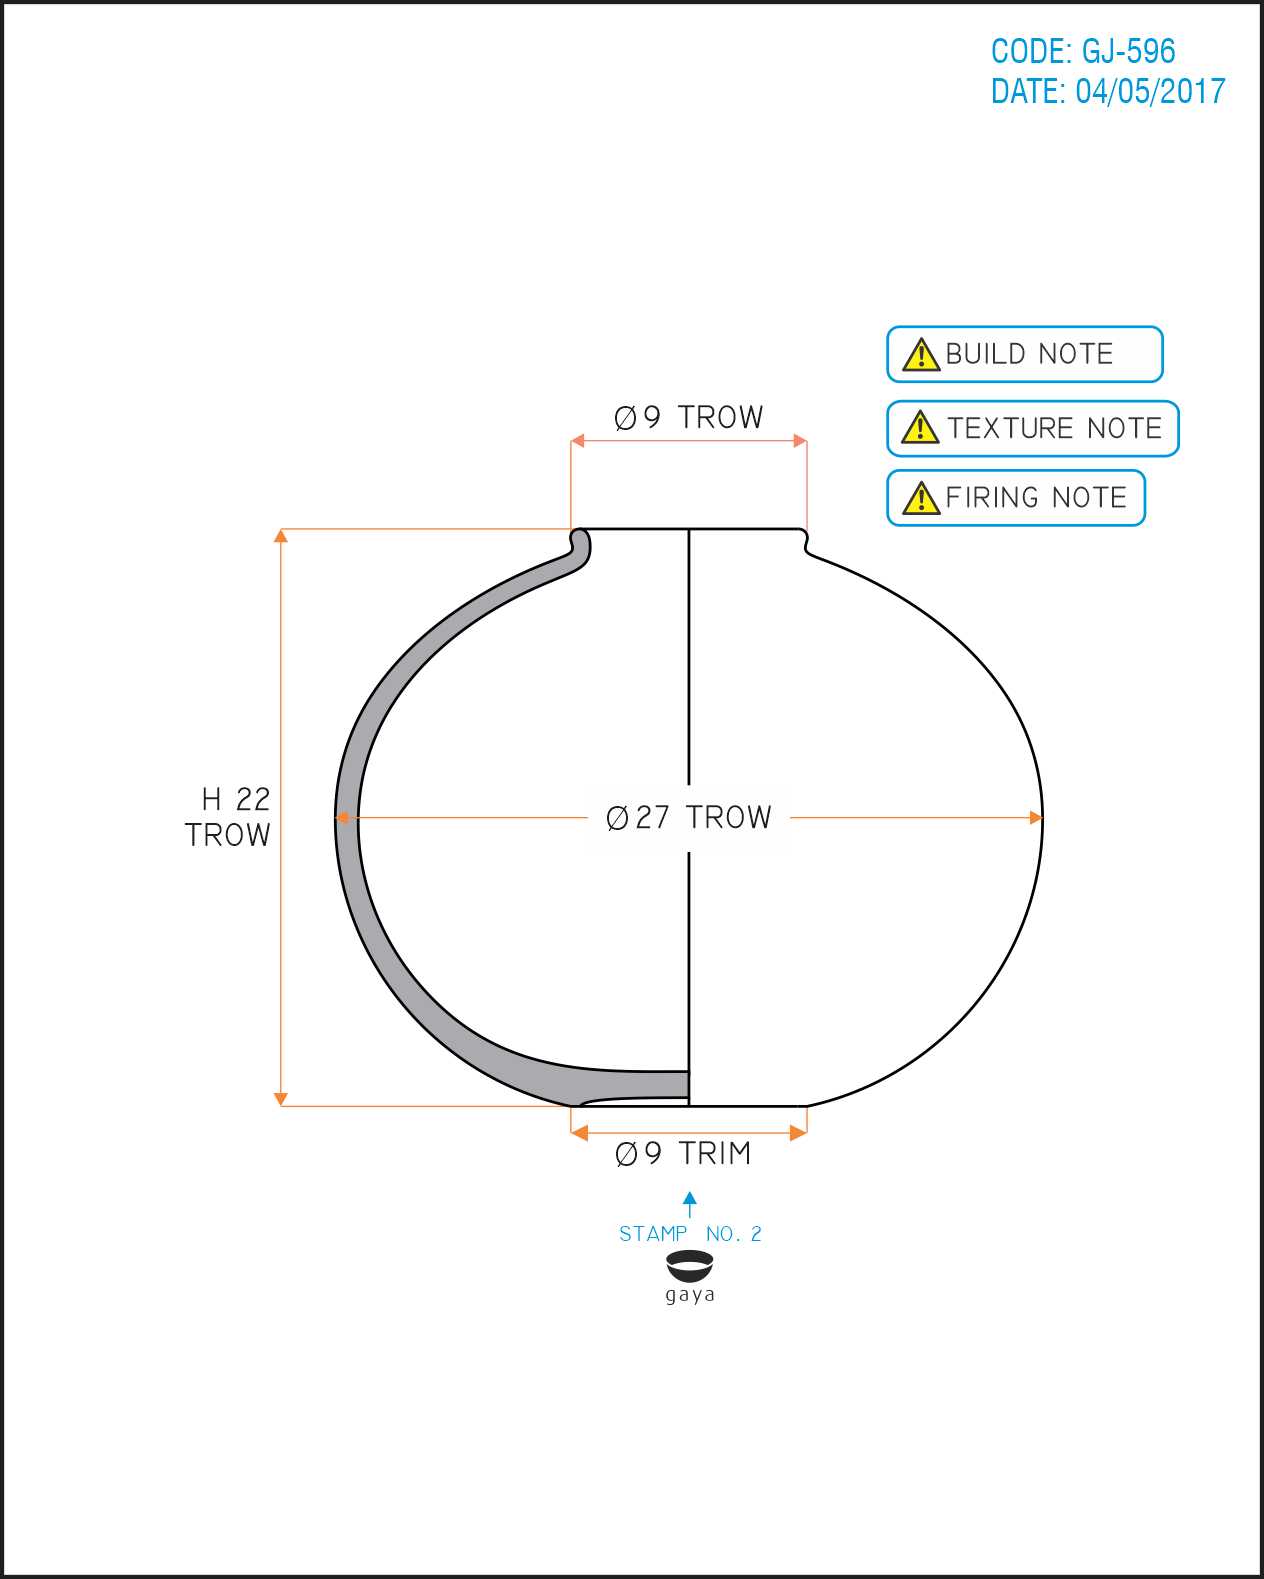 CODE: GJ-596
DATE: 04/05/2017
BUILD NOTE
Ø9 TROW
TEXTURE NOTE
FIRING NOTE
H 22
TROW
Ø27 TROW
Ø9 TRIM
STAMP NO. 2
gaya